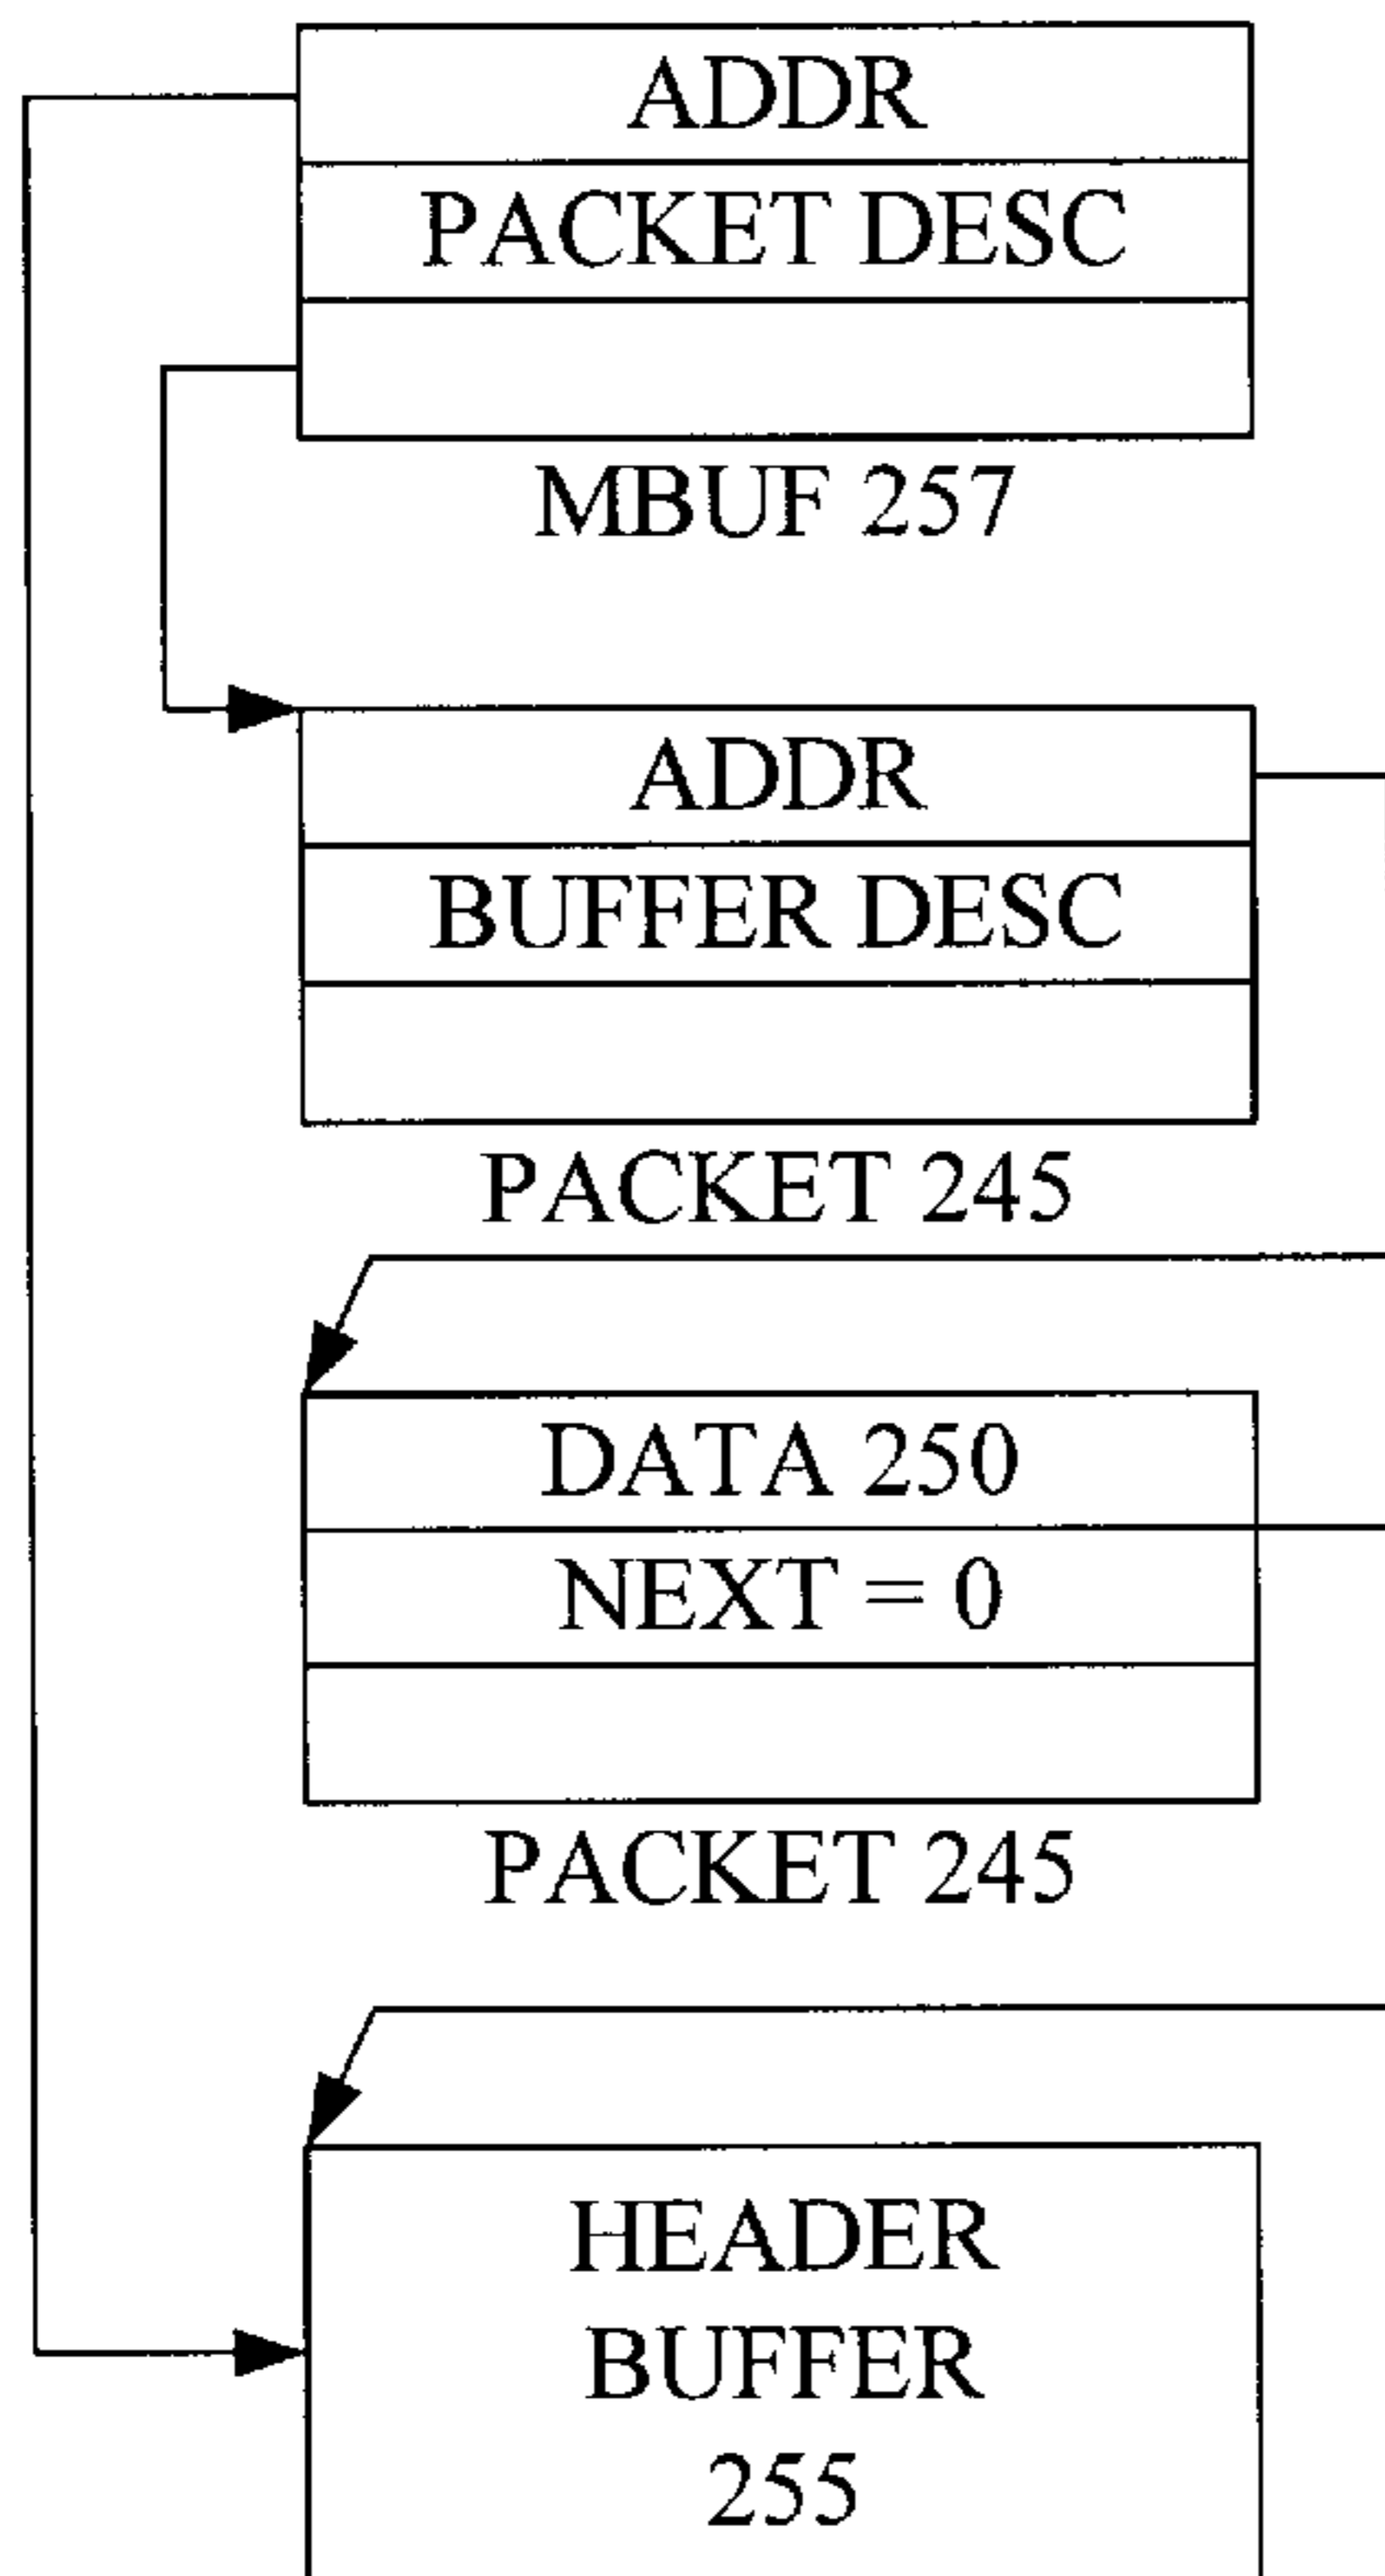 ADDR
PACKET DESC
MBUF 257
ADDR
BUFFER DESC
PACKET 245
DATA 250
NEXT = 0
PACKET 245
HEADER
BUFFER
255